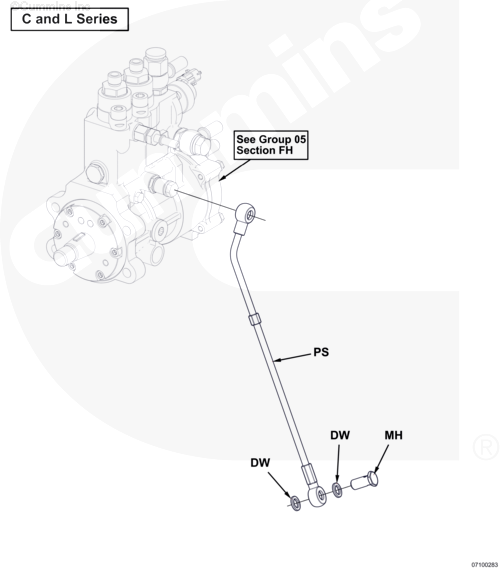 ©Cummins Inc
C and L Series
Cummins
See Group 05
Section FH
PS
DW
MH
DW
®
07100283